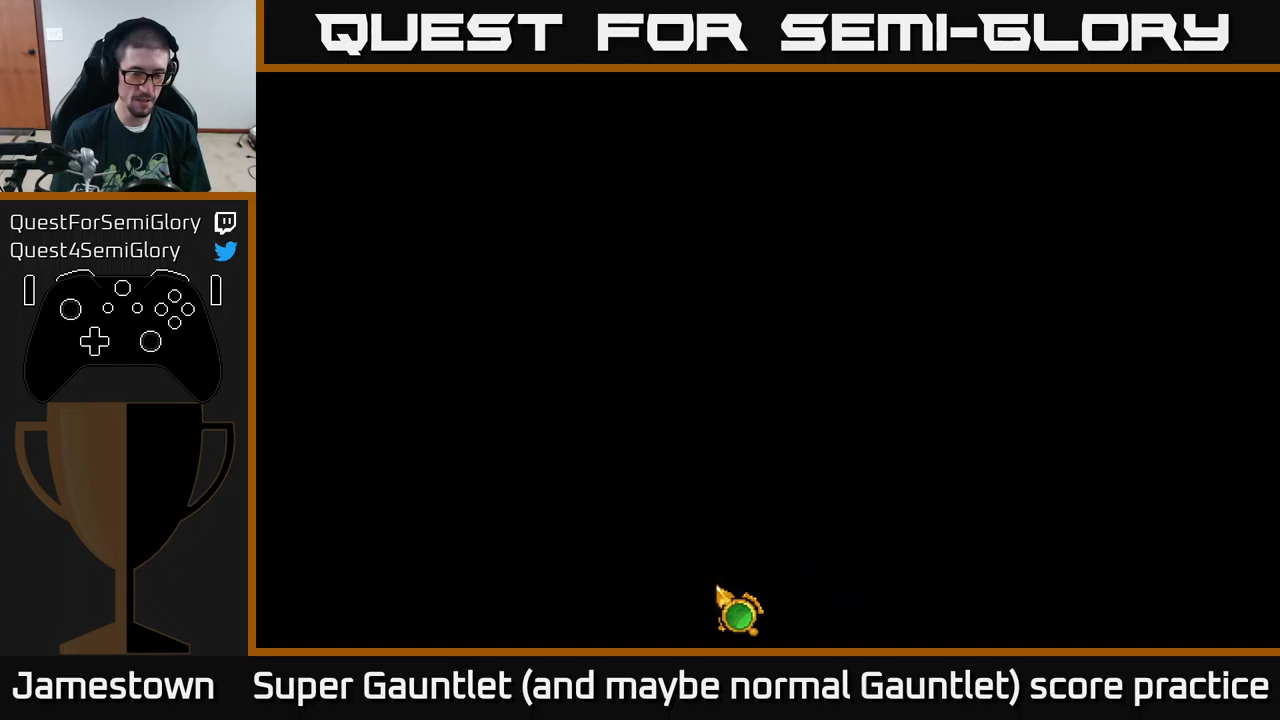 QUEST FOR SEMI-GLORY
QuestForSemiGlory
Quest4SemiGlory
Jamestown Super Gauntlet (and maybe normal Gauntlet) score practice